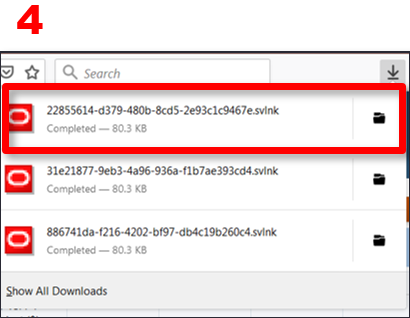 4
Search
22855614-d379-480b-8cd5-2e93c1c9467e.svlnk
Completed — 80.3 KB
31e21877-9eb3-4a96-936a-f1b7ae393cd4.svlnk
Completed — 80.3 KB
886741da-f216-4202-bf97-db4c19b260c4.svlnk
Completed — 80.3 KB
Show All Downloads